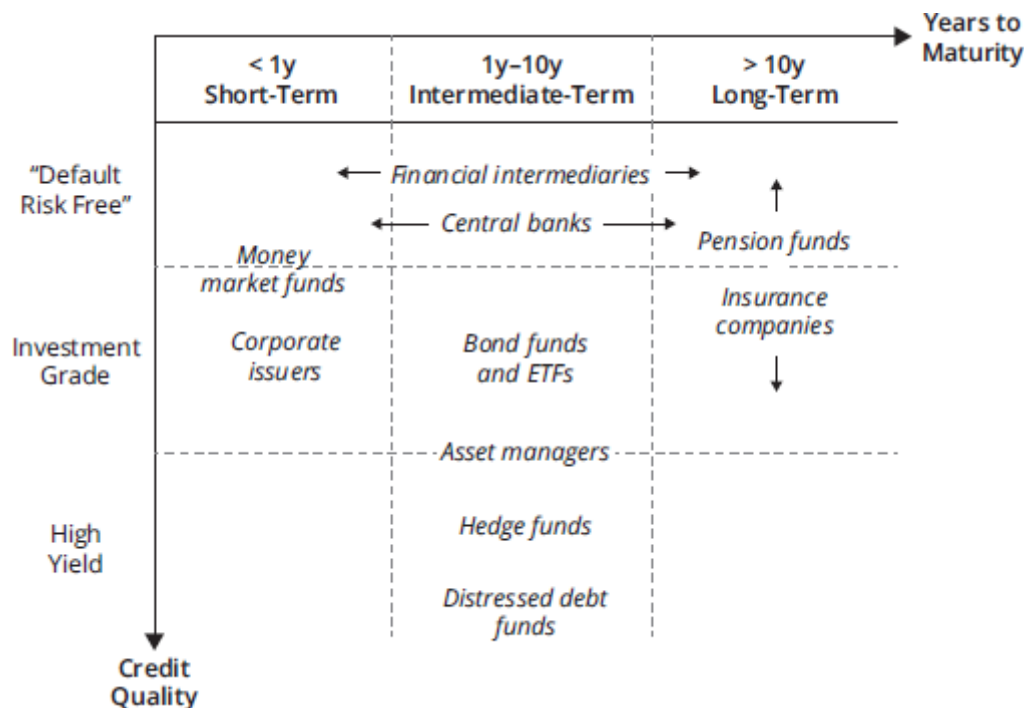 Years to
Maturity
< 1y
Short-Term
1y–10y
Intermediate-Term
> 10y
Long-Term
“Default
Risk Free”
Financial intermediaries
Central banks
Pension funds
Money
market funds
Insurance
companies
Investment
Grade
Corporate
issuers
Bond funds
and ETFs
Asset managers
High
Yield
Hedge funds
Distressed debt
funds
Credit
Quality